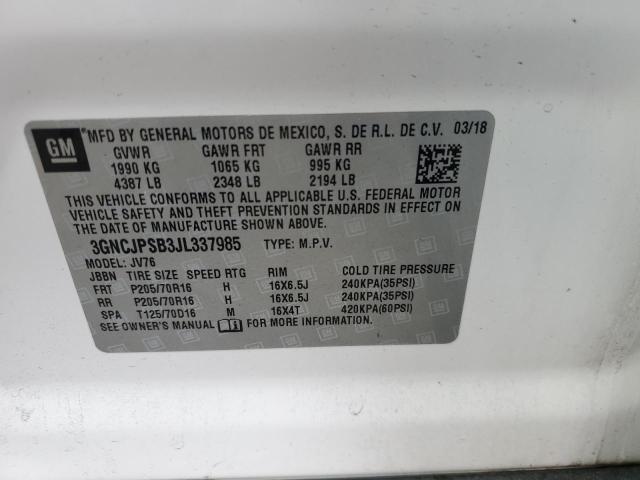 GM
*MFD BY GENERAL MOTORS DE MEXICO, S. DE R.L. DE C.V. 03/18
GVWR GAWR FRT GAWR RR
1990 KG 1065 KG 995 KG
4387 LB 2348 LB 2194 LB
THIS VEHICLE CONFORMS TO ALL APPLICABLE U.S. FEDERAL MOTOR
VEHICLE SAFETY AND THEFT PREVENTION STANDARDS IN EFFECT ON
THE DATE OF MANUFACTURE SHOWN ABOVE.
3GNCJPSB3JL337985 TYPE: M.P.V.
MODEL: JV76
JBBN TIRE SIZE SPEED RTG RIM COLD TIRE PRESSURE
FRT P205/70R16 H 16X6.5J 240KPA(35PSI)
RR P205/70R16 H 16X6.5J 240KPA(35PSI)
SPA T125/70D16 M 16X4T 420KPA(60PSI)
SEE OWNER'S MANUAL FOR MORE INFORMATION.